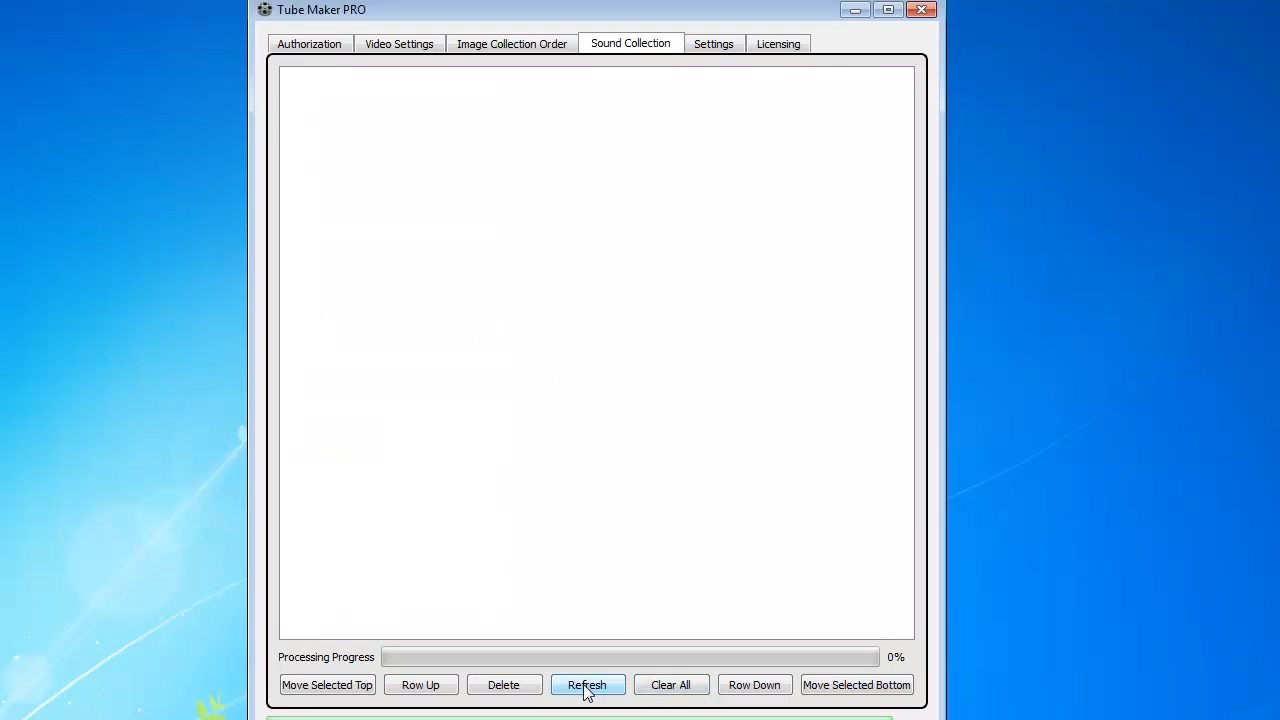 Tube Maker PRO
Authorization Video Settings Image Collection Order Sound Collection Settings Licensing
Processing Progress 0%
Move Selected Top Row Up Delete Refresh Clear All Row Down Move Selected Bottom